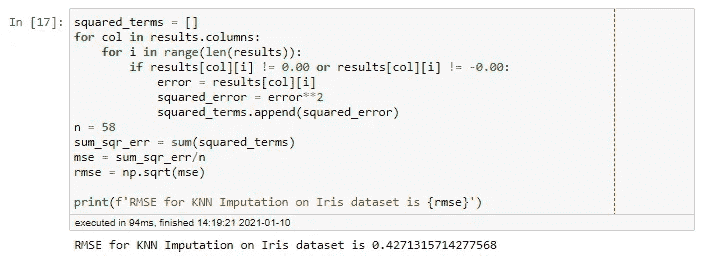 In [17]: squared_terms = []
for col in results.columns:
    for i in range(len(results)):
        if results[col][i] != 0.00 or results[col][i] != -0.00:
            error = results[col][i]
            squared_error = error**2
            squared_terms.append(squared_error)
n = 58
sum_sqr_err = sum(squared_terms)
mse = sum_sqr_err/n
rmse = np.sqrt(mse)

print(f'RMSE for KNN Imputation on Iris dataset is {rmse}')
executed in 94ms, finished 14:19:21 2021-01-10
RMSE for KNN Imputation on Iris dataset is 0.4271315714277568